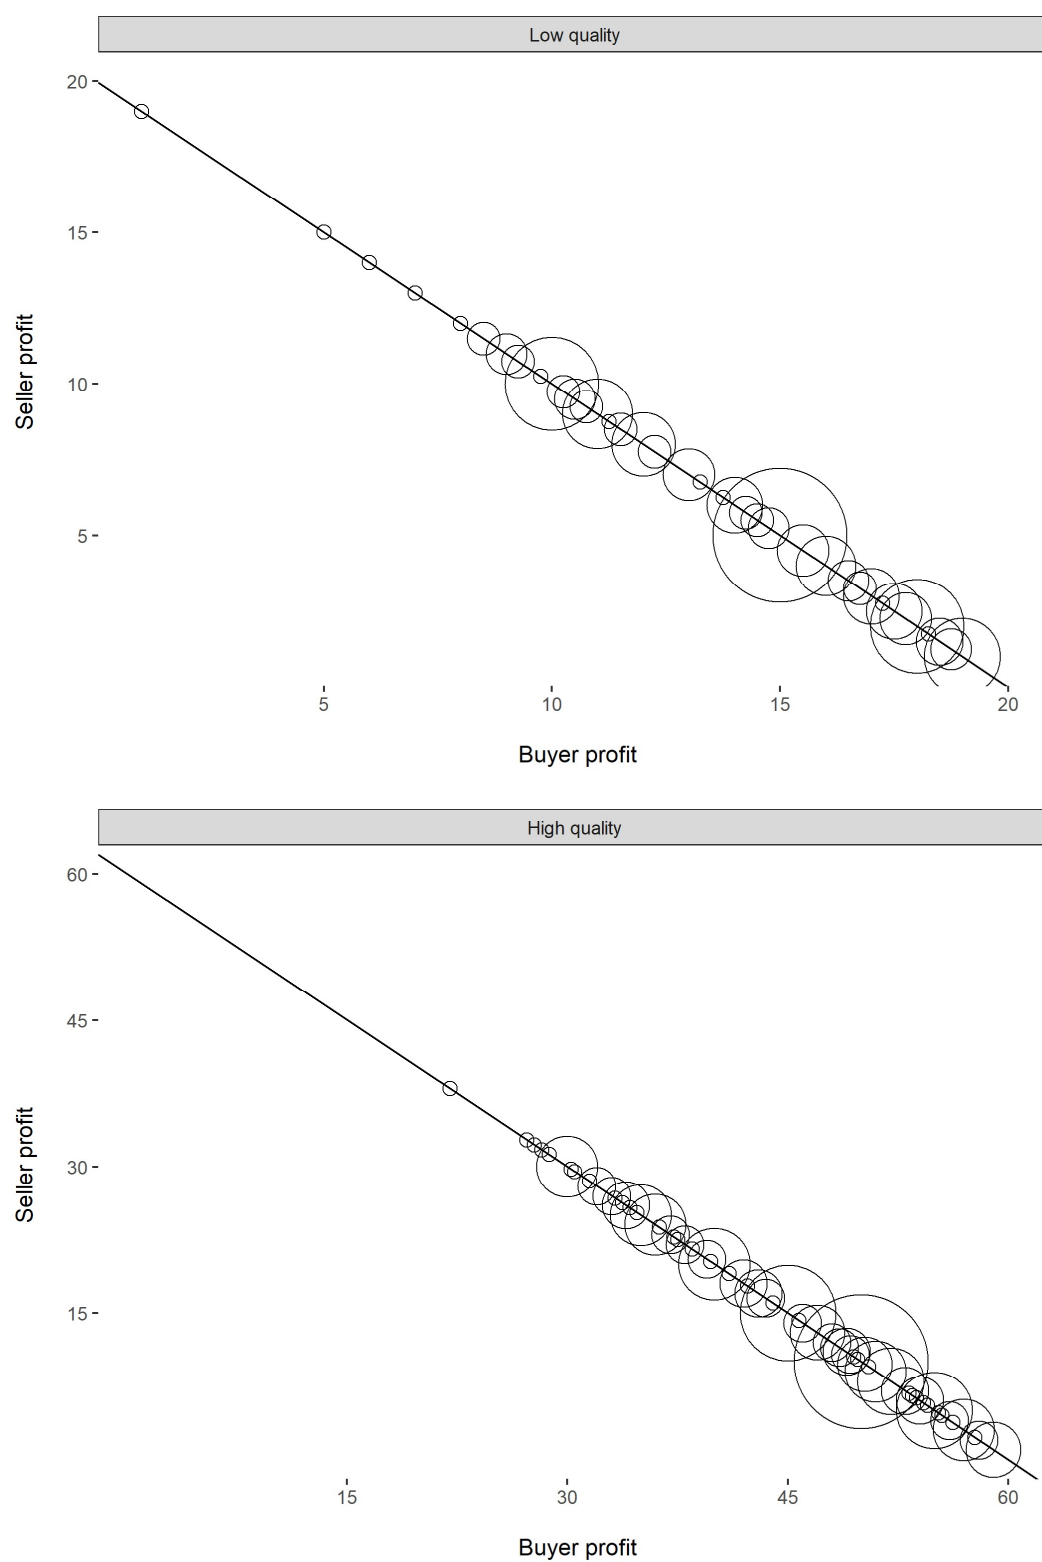 Low quality
20
15
10
5
Seller profit
5 10 15 20
Buyer profit
High quality
60
45
30
15
Seller profit
15 30 45 60
Buyer profit